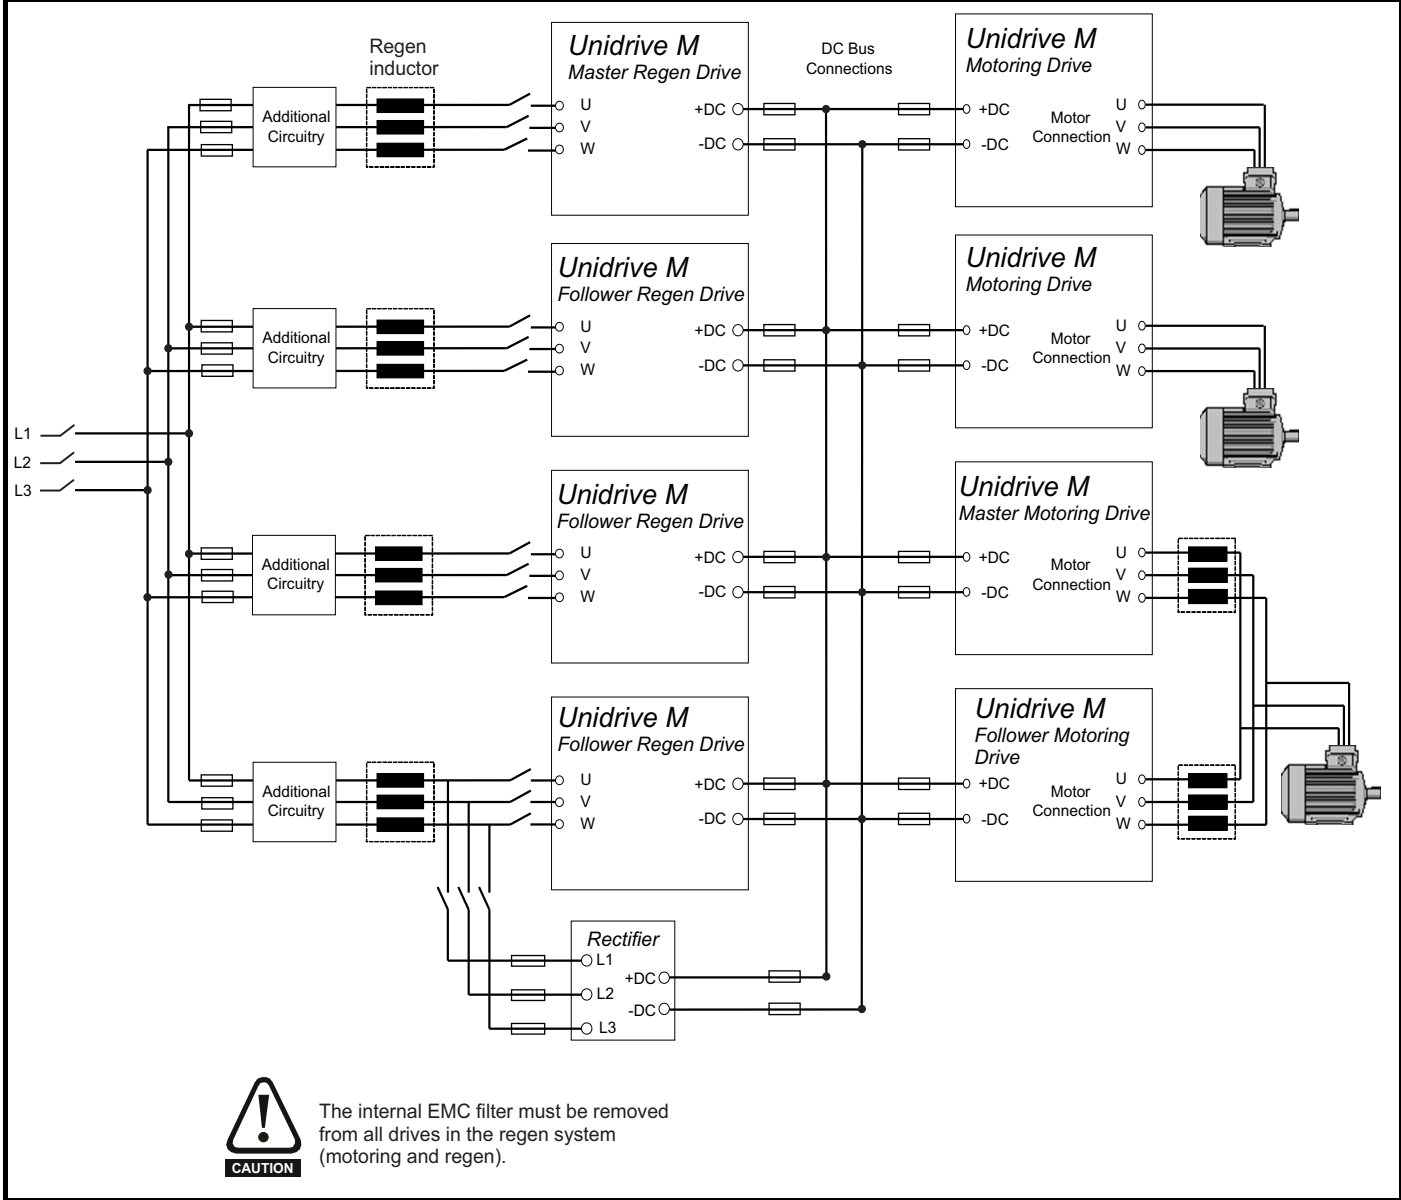 Regen
inductor
Unidrive M
Master Regen Drive
DC Bus
Connections
Unidrive M
Motoring Drive
Additional
Circuitry
U
V
W
+DC
-DC
+DC
-DC
Motor
Connection
U
V
W
Unidrive M
Follower Regen Drive
Unidrive M
Motoring Drive
Additional
Circuitry
U
V
W
+DC
-DC
+DC
-DC
Motor
Connection
U
V
W
L1
L2
L3
Unidrive M
Follower Regen Drive
Unidrive M
Master Motoring Drive
Additional
Circuitry
U
V
W
+DC
-DC
+DC
-DC
Motor
Connection
U
V
W
Unidrive M
Follower Regen Drive
Unidrive M
Follower Motoring
Drive
Additional
Circuitry
U
V
W
+DC
-DC
+DC
-DC
Motor
Connection
U
V
W
Rectifier
L1
L2
L3
+DC
-DC
CAUTION
The internal EMC filter must be removed
from all drives in the regen system
(motoring and regen).